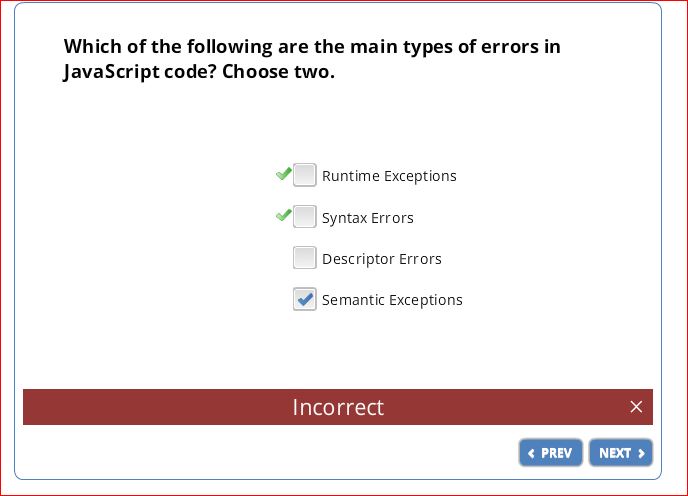 Which of the following are the main types of errors in
JavaScript code? Choose two.
Runtime Exceptions
Syntax Errors
Descriptor Errors
Semantic Exceptions
Incorrect
PREV NEXT